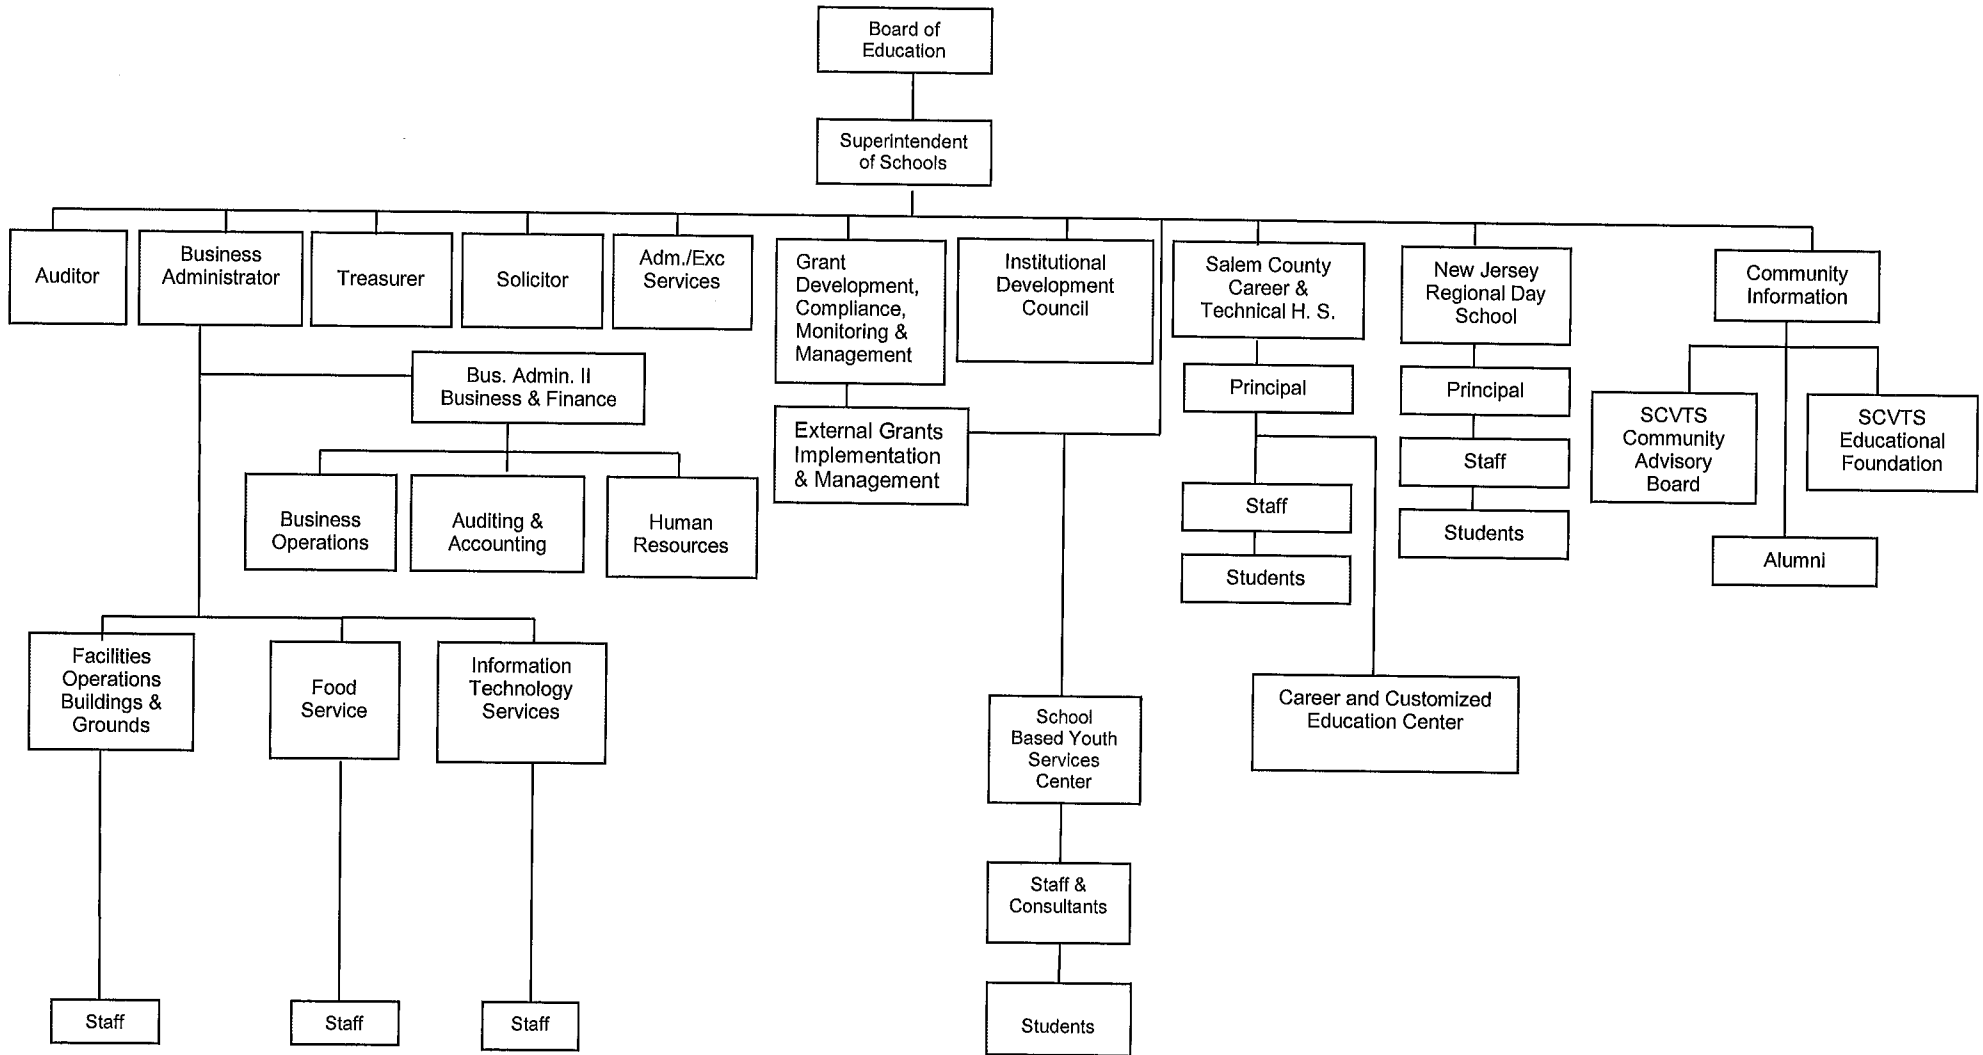 Board of
Education
Superintendent
of Schools
Auditor
Business
Administrator
Treasurer
Solicitor
Adm./Exc
Services
Grant
Development,
Compliance,
Monitoring &
Management
Institutional
Development
Council
Salem County
Career &
Technical H. S.
New Jersey
Regional Day
School
Community
Information
Bus. Admin. II
Business & Finance
External Grants
Implementation
& Management
Principal
Principal
SCVTS
Community
Advisory
Board
SCVTS
Educational
Foundation
Business
Operations
Auditing &
Accounting
Human
Resources
Staff
Students
Staff
Students
Alumni
Facilities
Operations
Buildings &
Grounds
Food
Service
Information
Technology
Services
School
Based Youth
Services
Center
Career and Customized
Education Center
Staff &
Consultants
Students
Staff
Staff
Staff